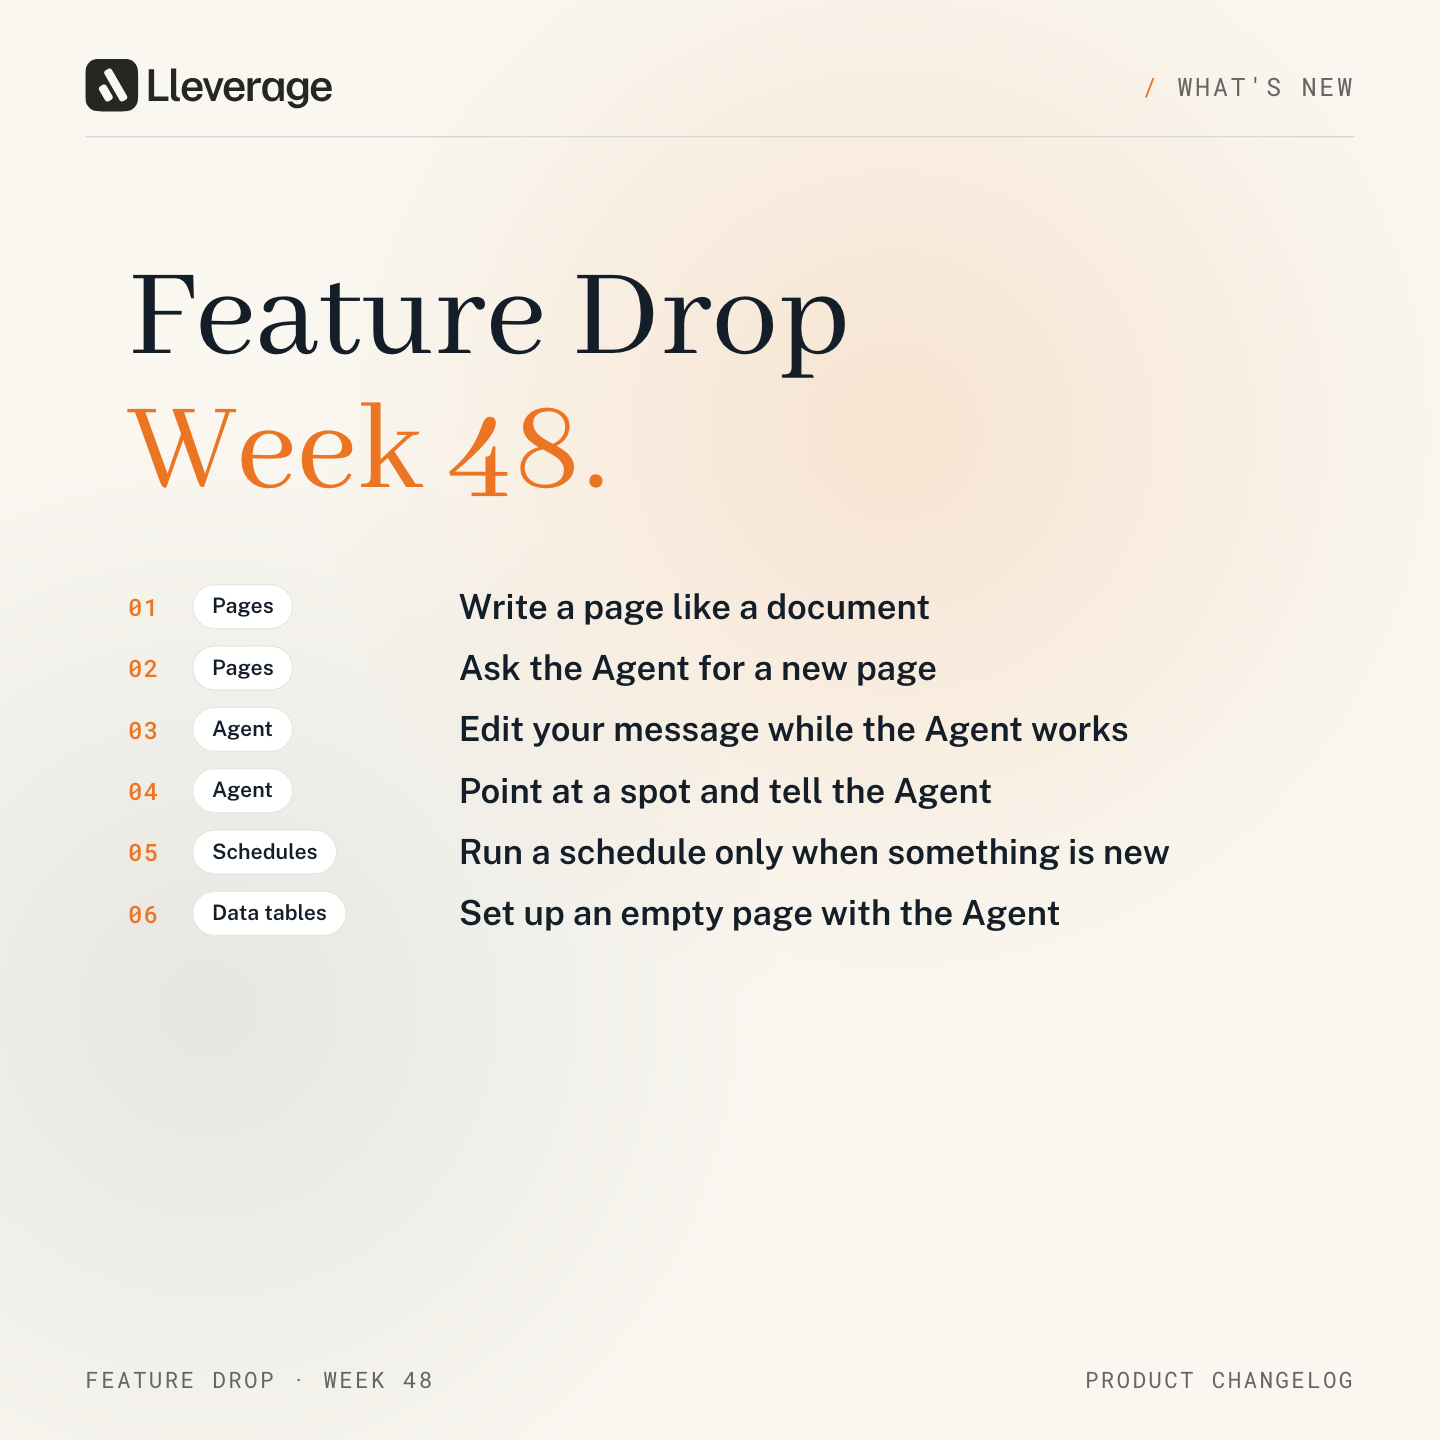 Lleverage
/ WHAT'S NEW
Feature Drop
Week 48.
01 Pages Write a page like a document
02 Pages Ask the Agent for a new page
03 Agent Edit your message while the Agent works
04 Agent Point at a spot and tell the Agent
05 Schedules Run a schedule only when something is new
06 Data tables Set up an empty page with the Agent
FEATURE DROP · WEEK 48
PRODUCT CHANGELOG